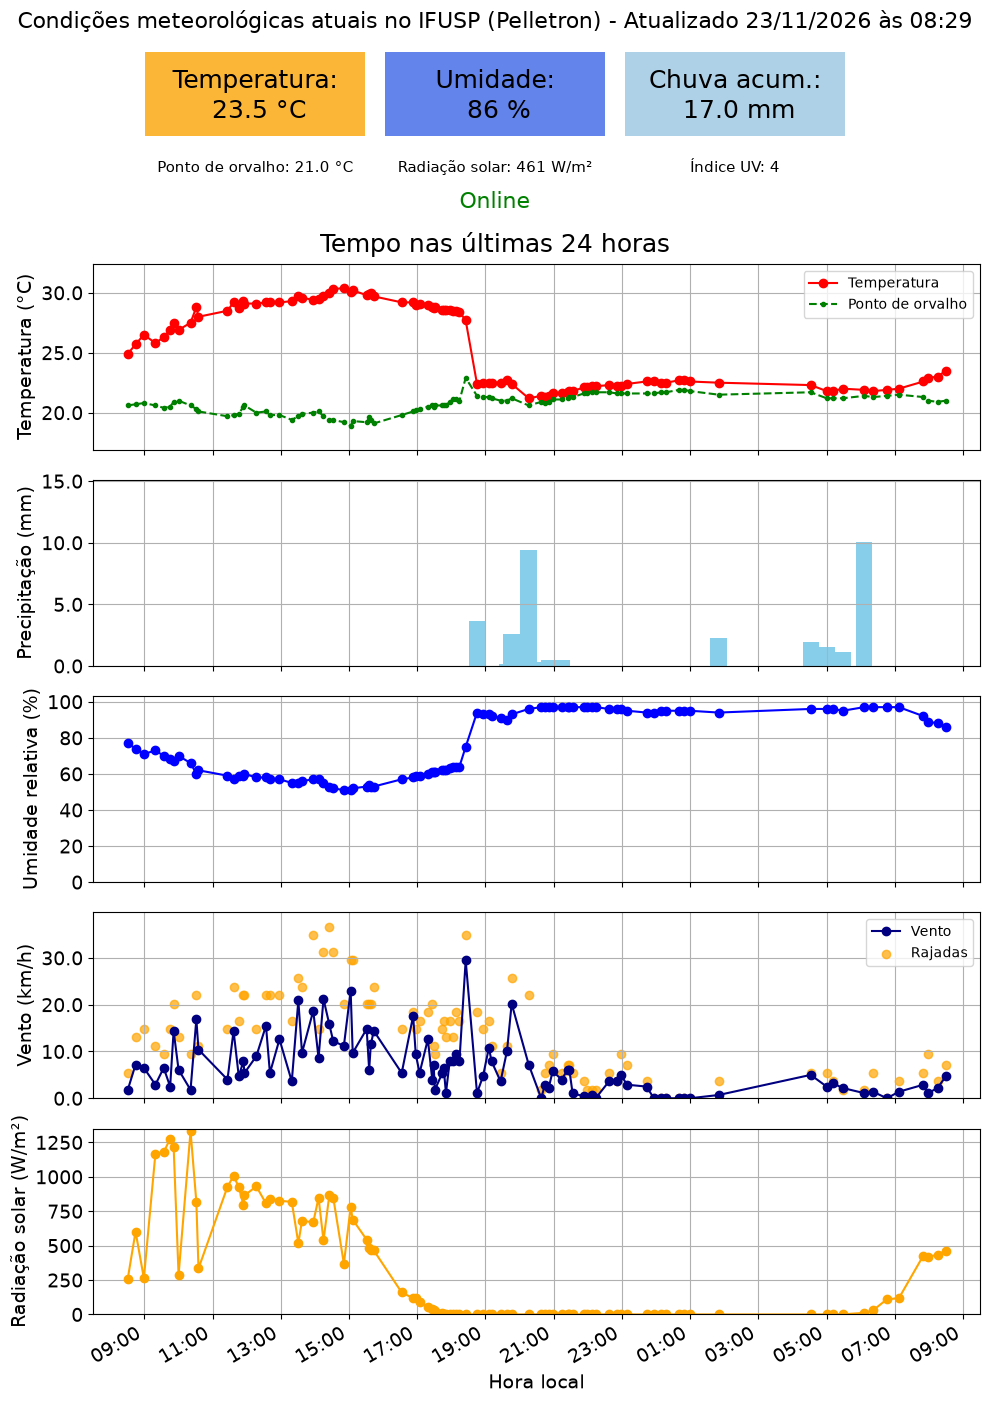 Condições meteorológicas atuais no IFUSP (Pelletron) - Atualizado 23/11/2026 às 08:29
Temperatura:
23.5 °C
Umidade:
86 %
Chuva acum.:
17.0 mm
Ponto de orvalho: 21.0 °C
Radiação solar: 461 W/m²
Índice UV: 4
Online
Tempo nas últimas 24 horas
Temperatura (°C)
30.0
25.0
20.0
Temperatura
Ponto de orvalho
Precipitação (mm)
15.0
10.0
5.0
0.0
Umidade relativa (%)
100
80
60
40
20
0
Vento (km/h)
30.0
20.0
10.0
0.0
Vento
Rajadas
Radiação solar (W/m²)
1250
1000
750
500
250
0
09:00
11:00
13:00
15:00
17:00
19:00
21:00
23:00
01:00
03:00
05:00
07:00
09:00
Hora local